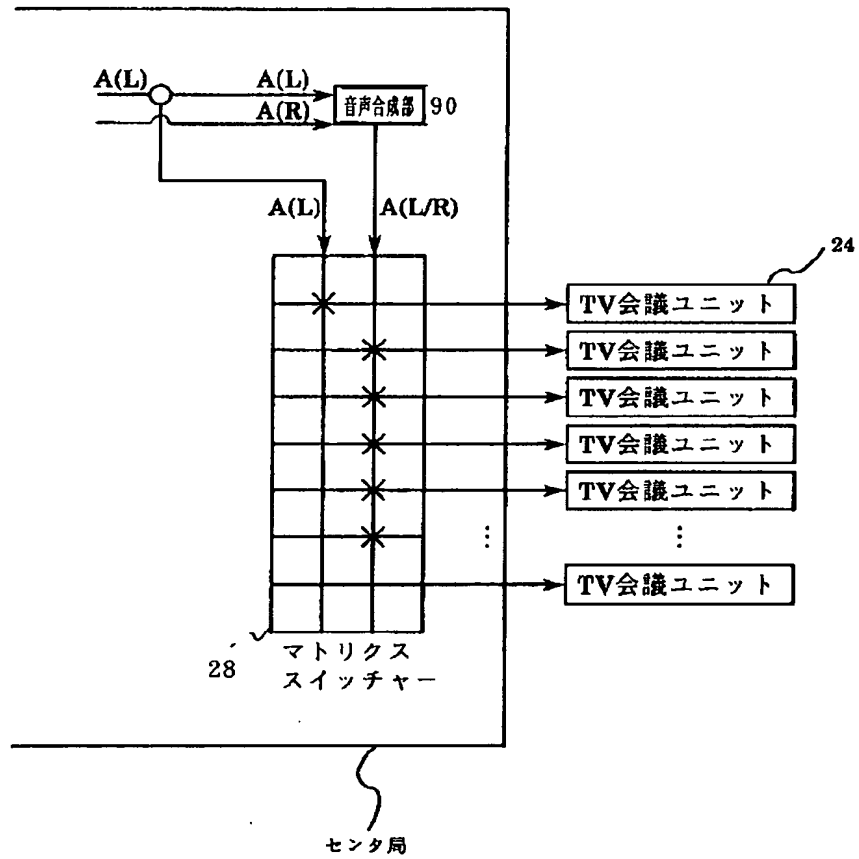 A(L)
A(L)
A(R)
音声合成部
90
A(L)
A(L/R)
24
TV会議ユニット
TV会議ユニット
TV会議ユニット
TV会議ユニット
TV会議ユニット
⋮
⋮
TV会議ユニット
28
マトリクス
スイッチャー
センタ局